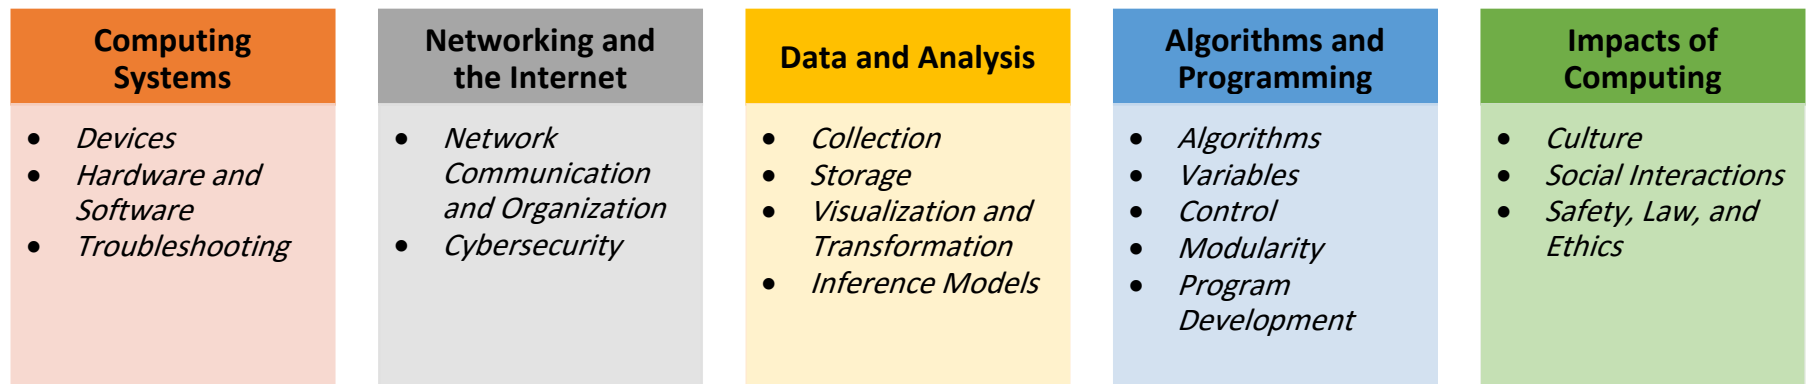 Computing
Systems
• Devices
• Hardware and
Software
• Troubleshooting
Networking and
the Internet
• Network
Communication
and Organization
• Cybersecurity
Data and Analysis
• Collection
• Storage
• Visualization and
Transformation
• Inference Models
Algorithms and
Programming
• Algorithms
• Variables
• Control
• Modularity
• Program
Development
Impacts of
Computing
• Culture
• Social Interactions
• Safety, Law, and
Ethics